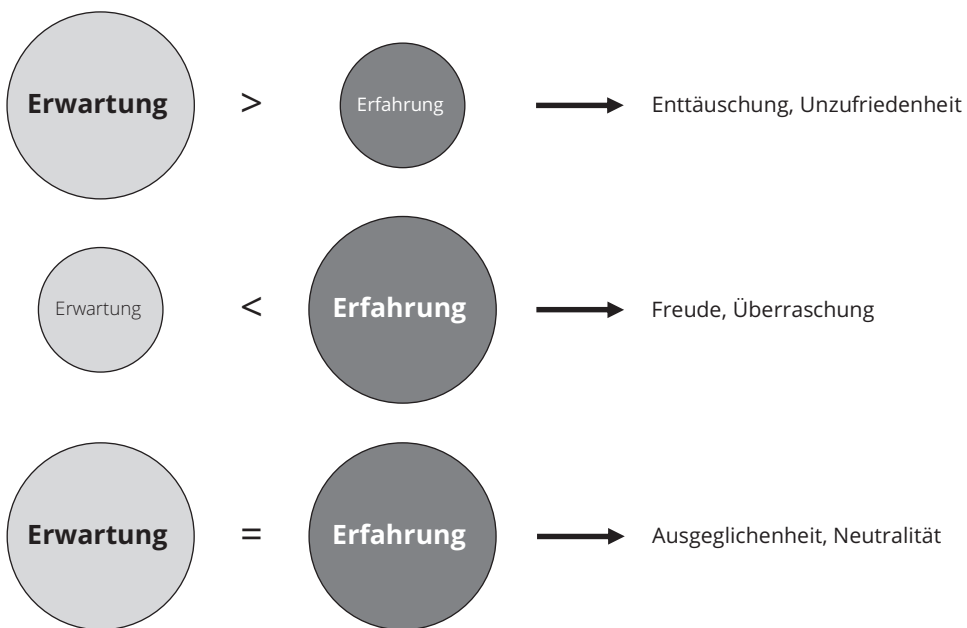 Erwartung > Erfahrung Enttäuschung, Unzufriedenheit
Erwartung < Erfahrung Freude, Überraschung
Erwartung = Erfahrung Ausgeglichenheit, Neutralität